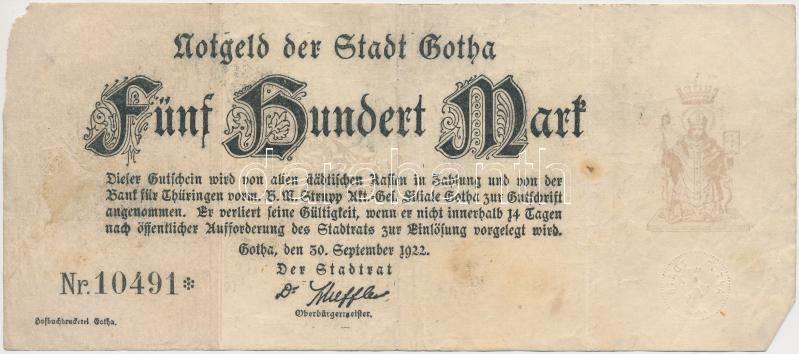 Notgeld der Stadt Gotha
Fünf Hundert Mark
Dieser Gutschein wird von allen städtischen Kassen in Zahlung und von der
Bank für Thüringen vorm. B. M. Strupp Akt.-Ges. Filiale Gotha zur Gutschrift
angenommen. Er verliert seine Gültigkeit, wenn er nicht innerhalb 14 Tagen
nach öffentlicher Aufforderung des Stadtrats zur Einlösung vorgelegt wird.
Gotha, den 30. September 1922.
Der Stadtrat
Nr. 10491*
Dr. Scheffler
Oberbürgermeister.
Hofbuchdruckerei Gotha.
darabanth